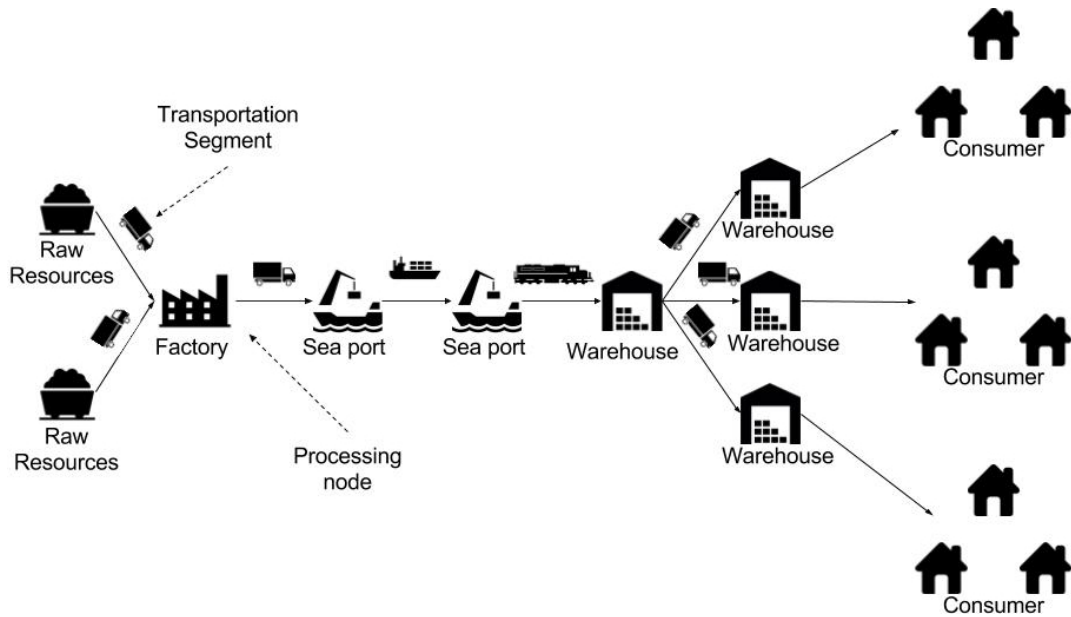 Transportation
Segment
Raw
Resources
Factory
Sea port
Sea port
Warehouse
Raw
Resources
Processing
node
Warehouse
Warehouse
Warehouse
Consumer
Consumer
Consumer